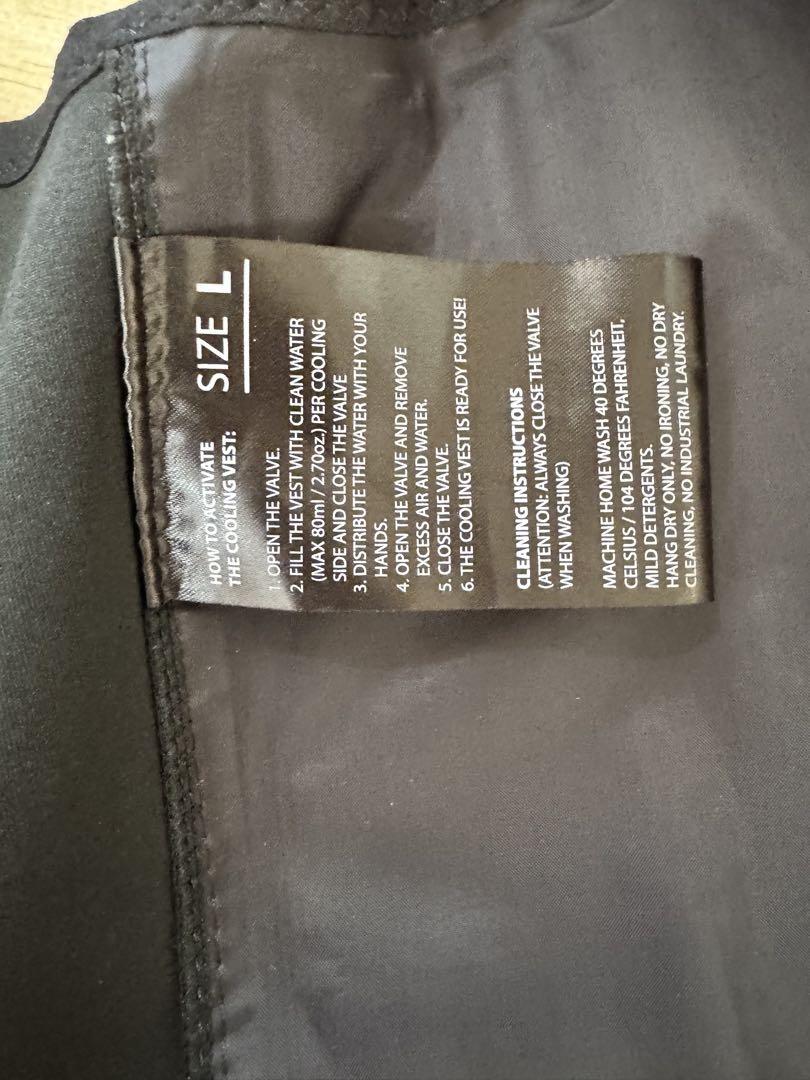 SIZE L
HOW TO ACTIVATE
THE COOLING VEST:
1. OPEN THE VALVE.
2. FILL THE VEST WITH CLEAN WATER
(MAX 80ml / 2.70oz.) PER COOLING
SIDE AND CLOSE THE VALVE
3. DISTRIBUTE THE WATER WITH YOUR
HANDS.
4. OPEN THE VALVE AND REMOVE
EXCESS AIR AND WATER.
5. CLOSE THE VALVE.
6. THE COOLING VEST IS READY FOR USE!
CLEANING INSTRUCTIONS
(ATTENTION: ALWAYS CLOSE THE VALVE
WHEN WASHING)
MACHINE HOME WASH 40 DEGREES
CELSIUS / 104 DEGREES FAHRENHEIT,
MILD DETERGENTS.
HANG DRY ONLY, NO IRONING, NO DRY
CLEANING, NO INDUSTRIAL LAUNDRY.